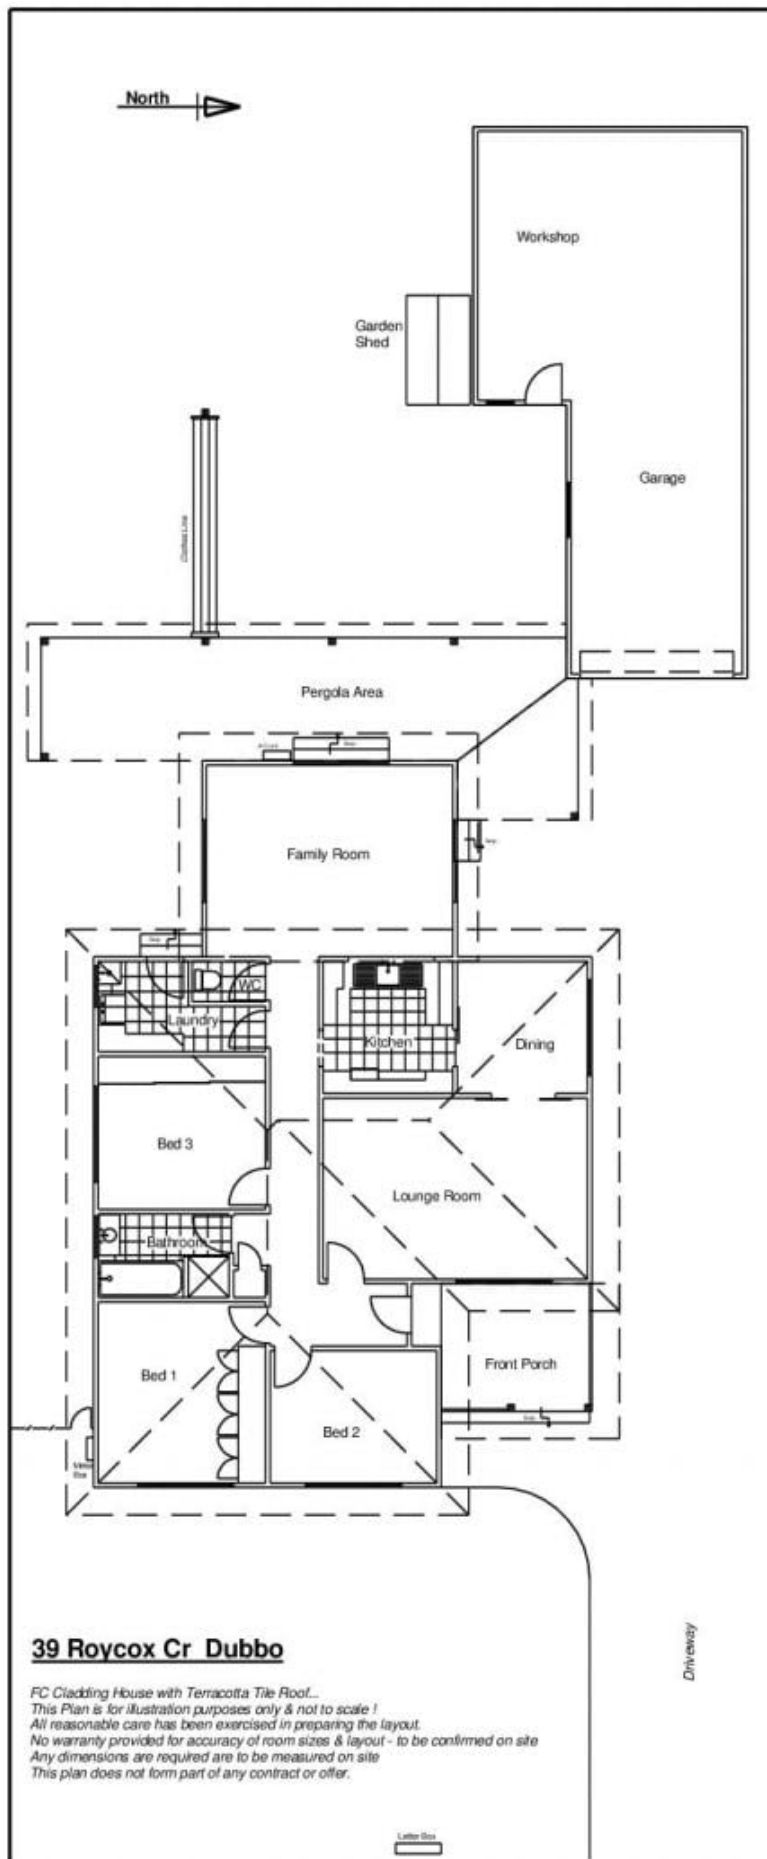 North
Workshop
Garden
Shed
Garage
Clothes Line
Pergola Area
Step
Family Room
Step
Step
WC
Laundry
Kitchen
Dining
Bed 3
Lounge Room
Bathroom
Bed 1
Front Porch
Step
Bed 2
Meter
Box
Driveway
39 Roycox Cr Dubbo
FC Cladding House with Terracotta Tile Roof...
This Plan is for illustration purposes only & not to scale !
All reasonable care has been exercised in preparing the layout.
No warranty provided for accuracy of room sizes & layout - to be confirmed on site
Any dimensions are required are to be measured on site
This plan does not form part of any contract or offer.
Letter Box